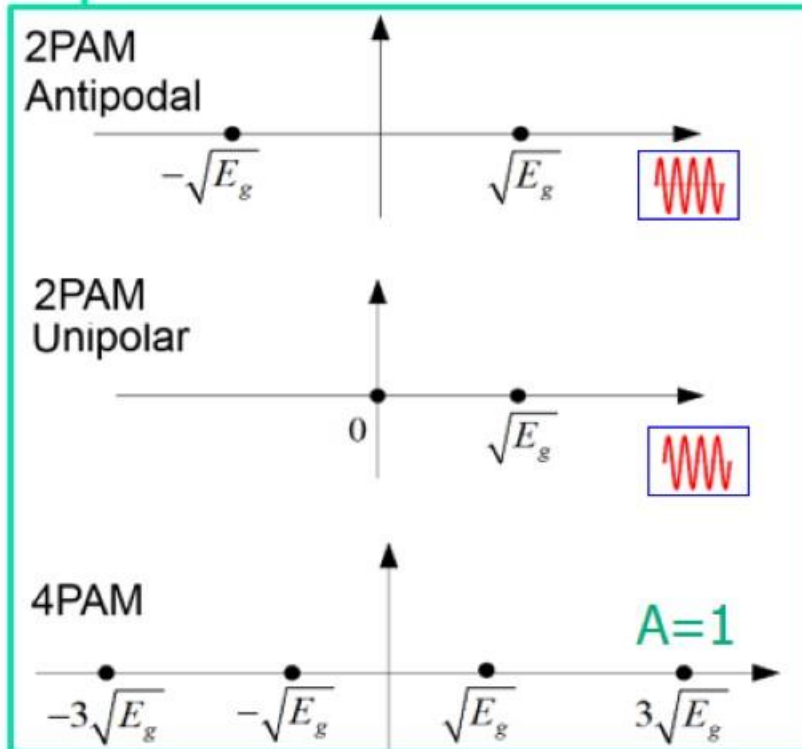 2PAM
Antipodal
−√E_g √E_g
2PAM
Unipolar
0 √E_g
4PAM
A=1
−3√E_g −√E_g √E_g 3√E_g